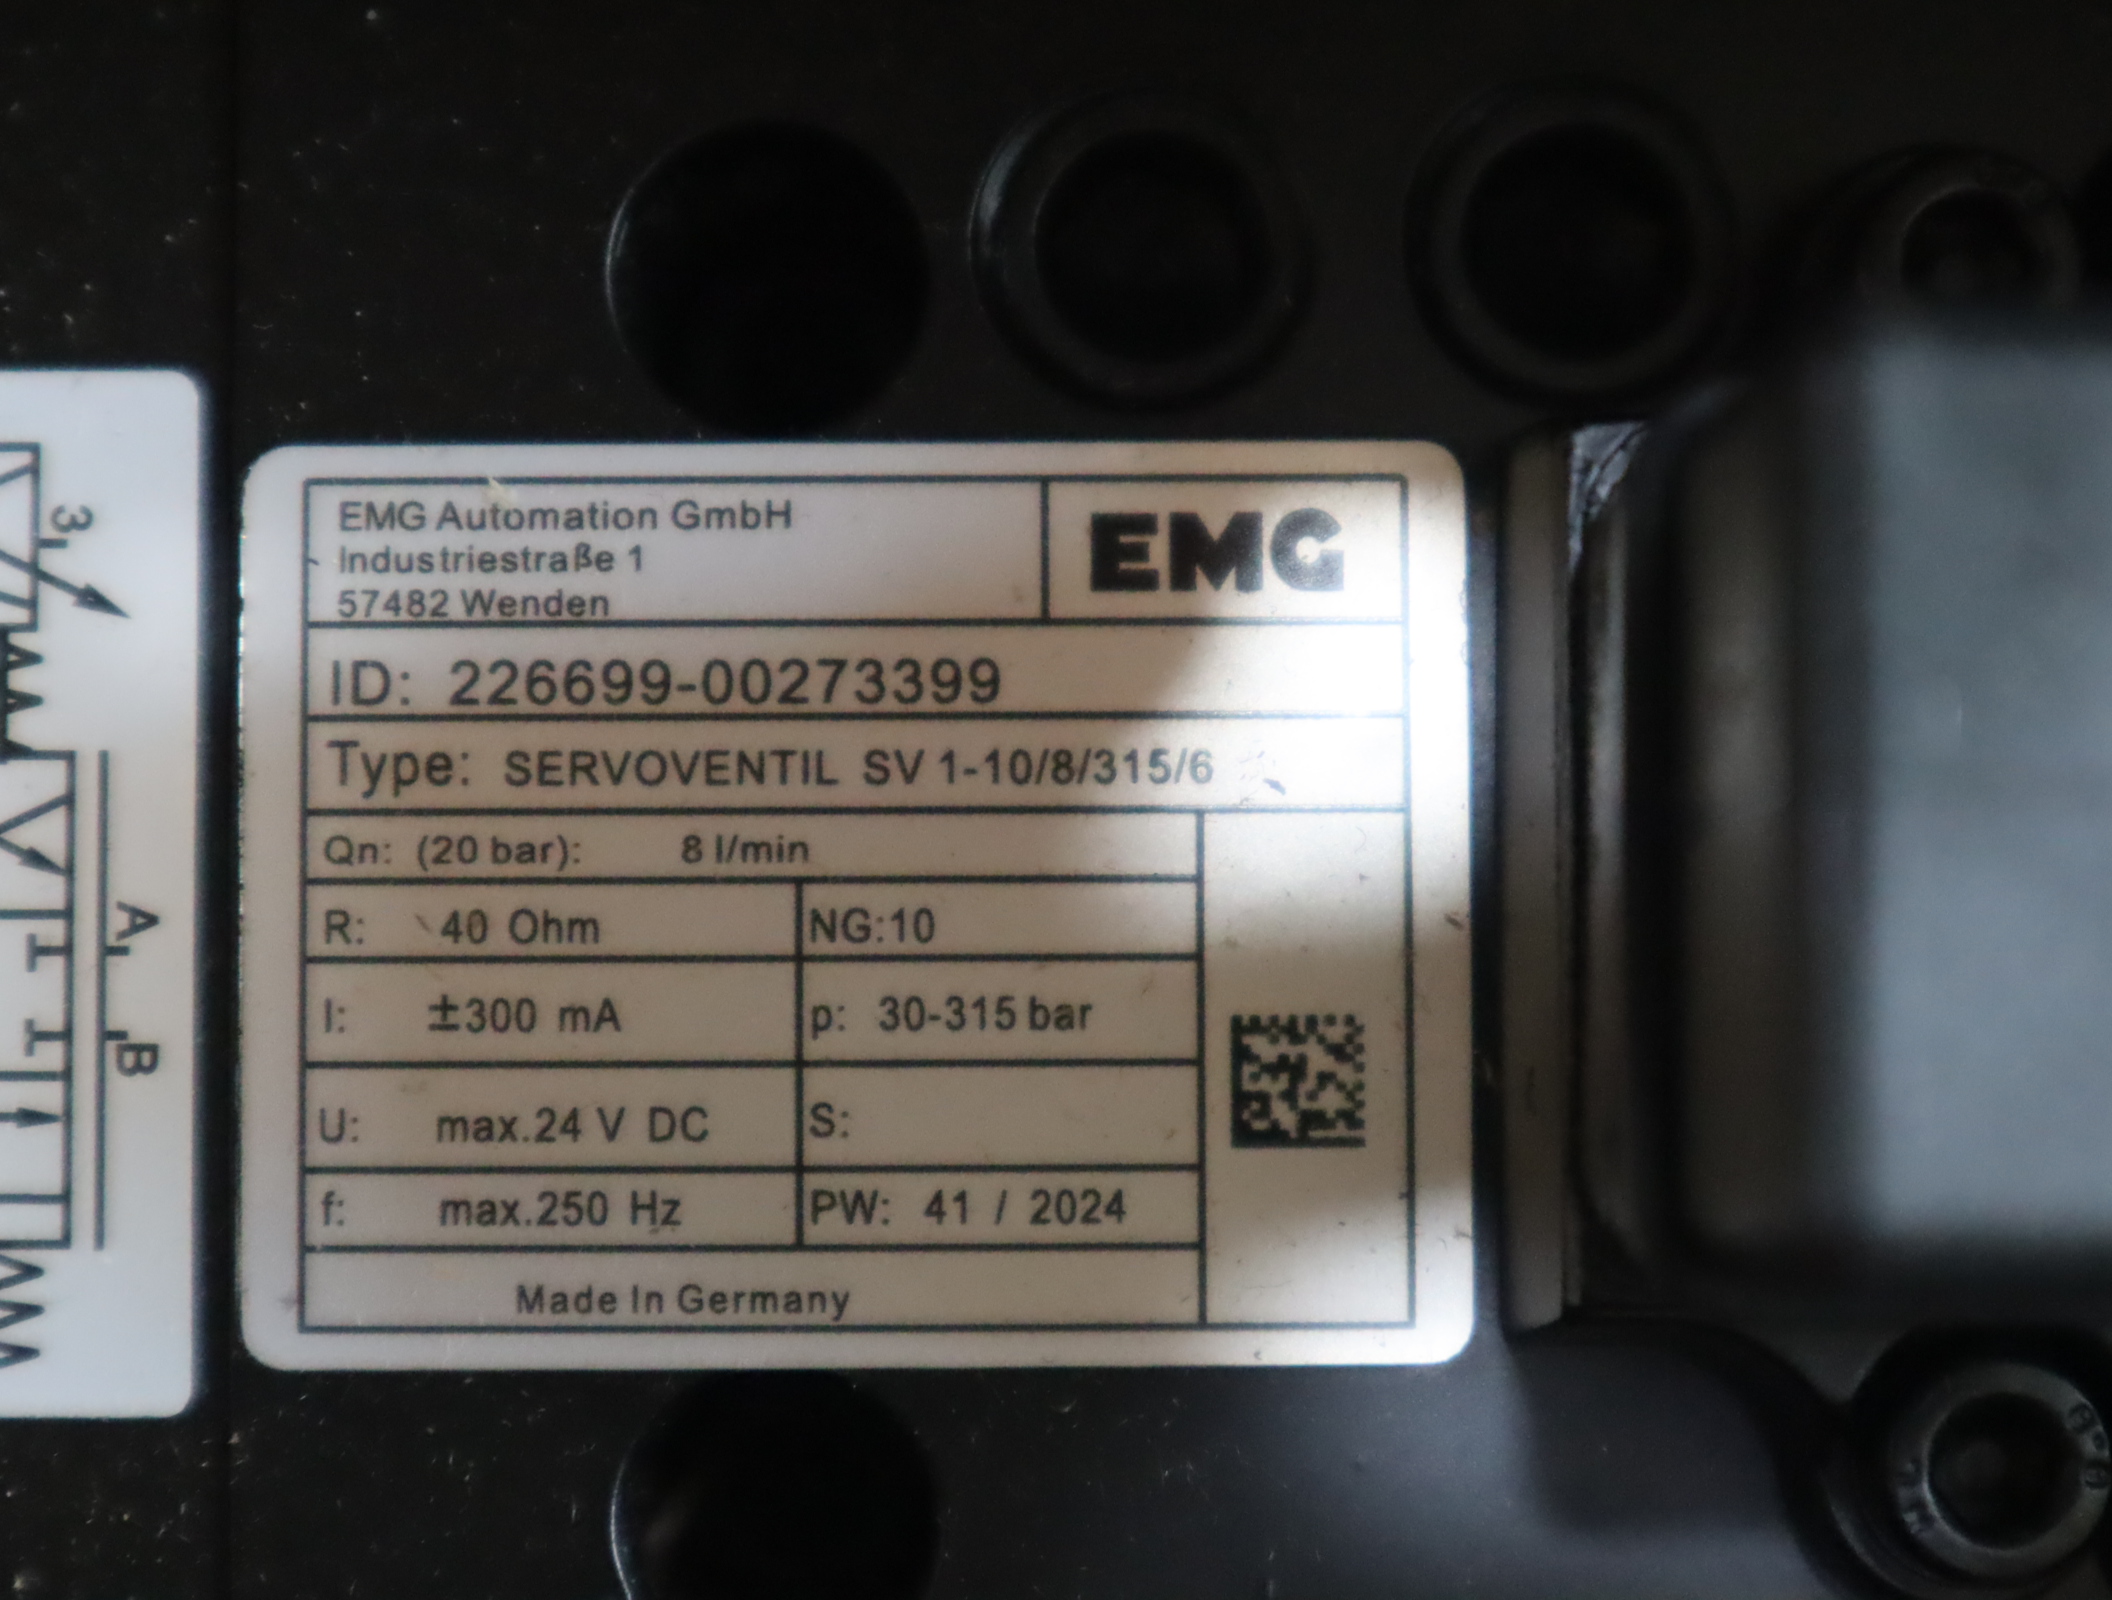 EMG Automation GmbH
Industriestraße 1
57482 Wenden
EMG
ID: 226699-00273399
Type: SERVOVENTIL SV 1-10/8/315/6
Qn: (20 bar): 8 l/min
R: 40 Ohm NG:10
I: ±300 mA p: 30-315 bar
U: max.24 V DC S:
f: max.250 Hz PW: 41 / 2024
Made In Germany
3
A
B